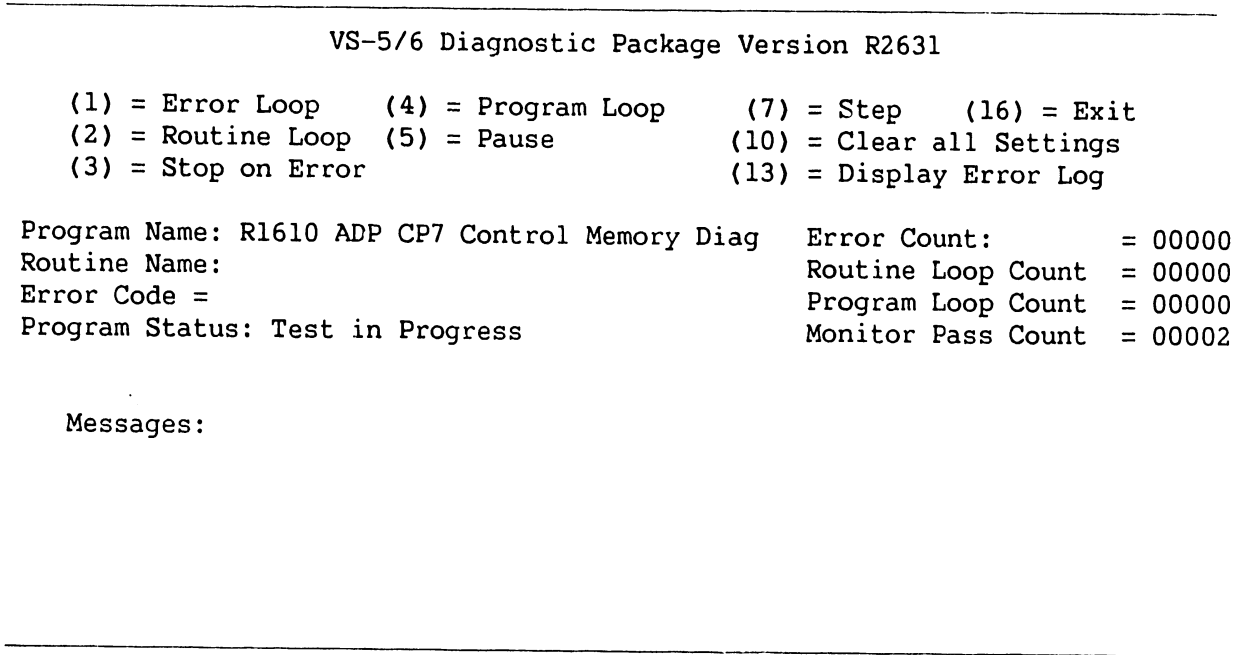 VS-5/6 Diagnostic Package Version R2631
(1) = Error Loop (4) = Program Loop (7) = Step (16) = Exit
(2) = Routine Loop (5) = Pause (10) = Clear all Settings
(3) = Stop on Error (13) = Display Error Log
Program Name: R1610 ADP CP7 Control Memory Diag Error Count: = 00000
Routine Name: Routine Loop Count = 00000
Error Code = Program Loop Count = 00000
Program Status: Test in Progress Monitor Pass Count = 00002
Messages: